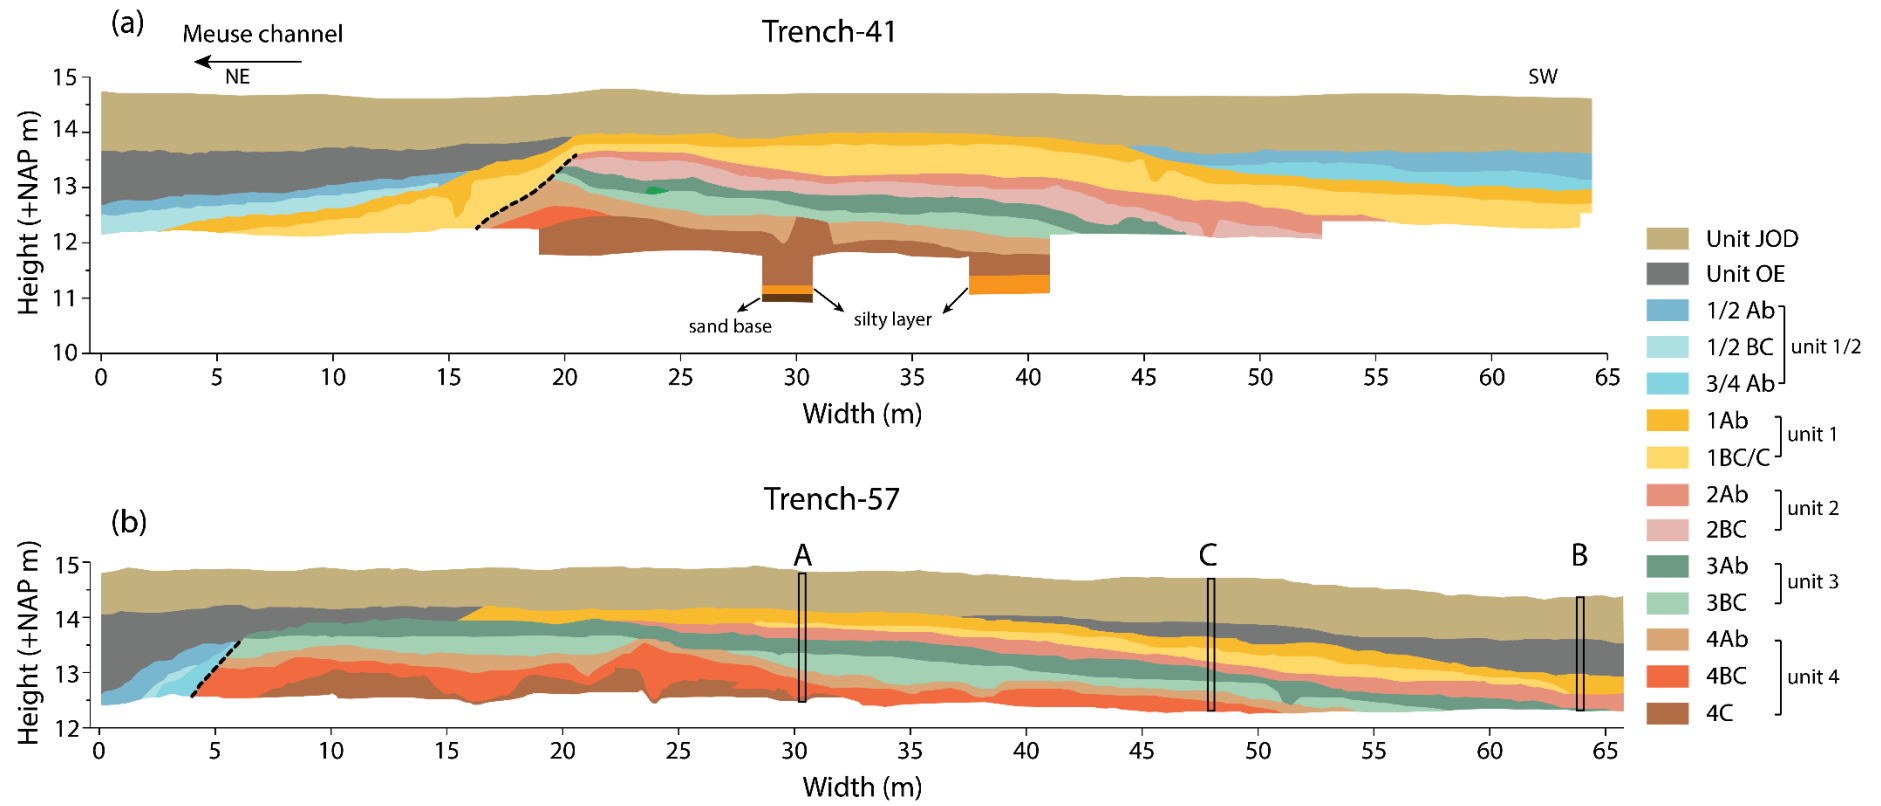 (a)
Trench-41
Meuse channel
NE
SW
Height (+NAP m)
15
14
13
12
11
10
sand base
silty layer
0 5 10 15 20 25 30 35 40 45 50 55 60 65
Width (m)
Unit JOD
Unit OE
1/2 Ab
1/2 BC
unit 1/2
3/4 Ab
1Ab
unit 1
1BC/C
2Ab
unit 2
2BC
3Ab
unit 3
3BC
4Ab
4BC
unit 4
4C
Trench-57
(b)
A
C
B
Height (+NAP m)
15
14
13
12
0 5 10 15 20 25 30 35 40 45 50 55 60 65
Width (m)